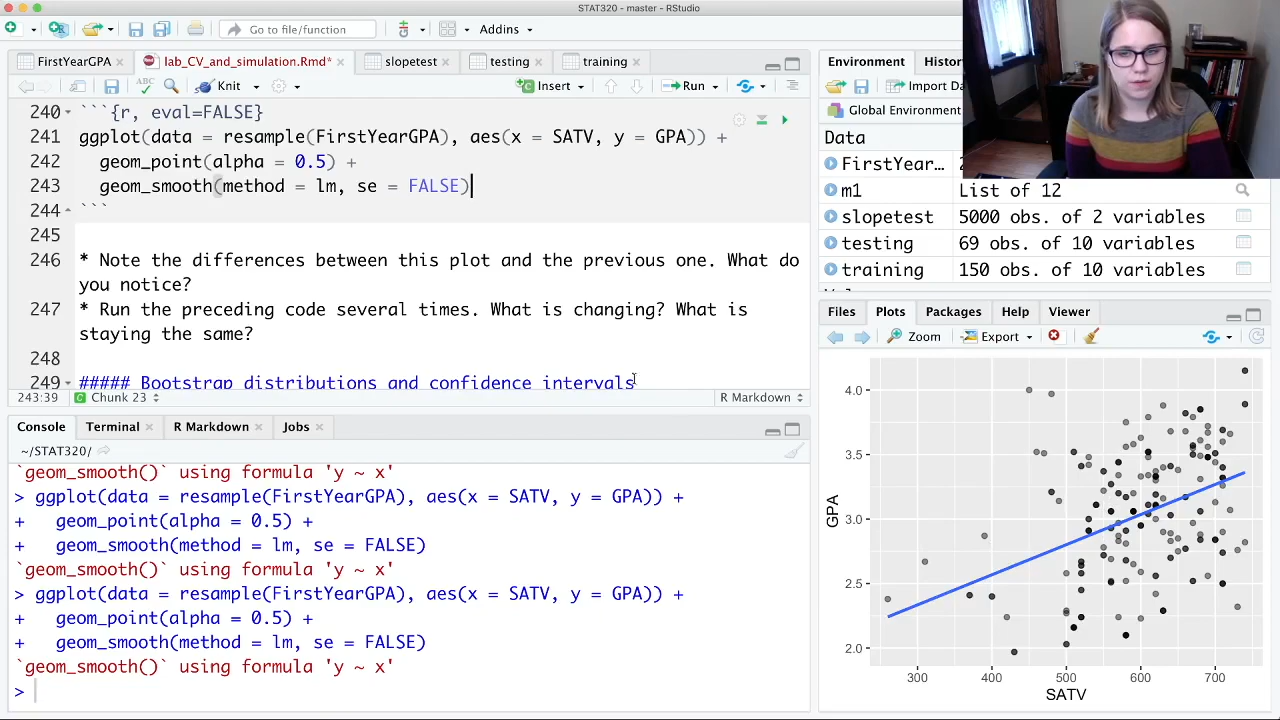 STAT320 - master - RStudio
Go to file/function
Addins
FirstYearGPA
lab_CV_and_simulation.Rmd*
slopetest
testing
training
ABC
Knit
Insert
Run
240 ```{r, eval=FALSE}
241 ggplot(data = resample(FirstYearGPA), aes(x = SATV, y = GPA)) +
242 geom_point(alpha = 0.5) +
243 geom_smooth(method = lm, se = FALSE)
244 ```
245
246 * Note the differences between this plot and the previous one. What do
you notice?
247 * Run the preceding code several times. What is changing? What is
staying the same?
248
249 ##### Bootstrap distributions and confidence intervals
243:39
Chunk 23
R Markdown
Console
Terminal
R Markdown
Jobs
~/STAT320/
`geom_smooth()` using formula 'y ~ x'
> ggplot(data = resample(FirstYearGPA), aes(x = SATV, y = GPA)) +
+ geom_point(alpha = 0.5) +
+ geom_smooth(method = lm, se = FALSE)
`geom_smooth()` using formula 'y ~ x'
> ggplot(data = resample(FirstYearGPA), aes(x = SATV, y = GPA)) +
+ geom_point(alpha = 0.5) +
+ geom_smooth(method = lm, se = FALSE)
`geom_smooth()` using formula 'y ~ x'
>
Environment
Import
Global Environment
Data
FirstYear…
m1 List of 12
slopetest 5000 obs. of 2 variables
testing 69 obs. of 10 variables
training 150 obs. of 10 variables
Files
Plots
Packages
Help
Viewer
Zoom
Export
4.0
3.5
3.0
2.5
2.0
GPA
300
400
500
600
700
SATV